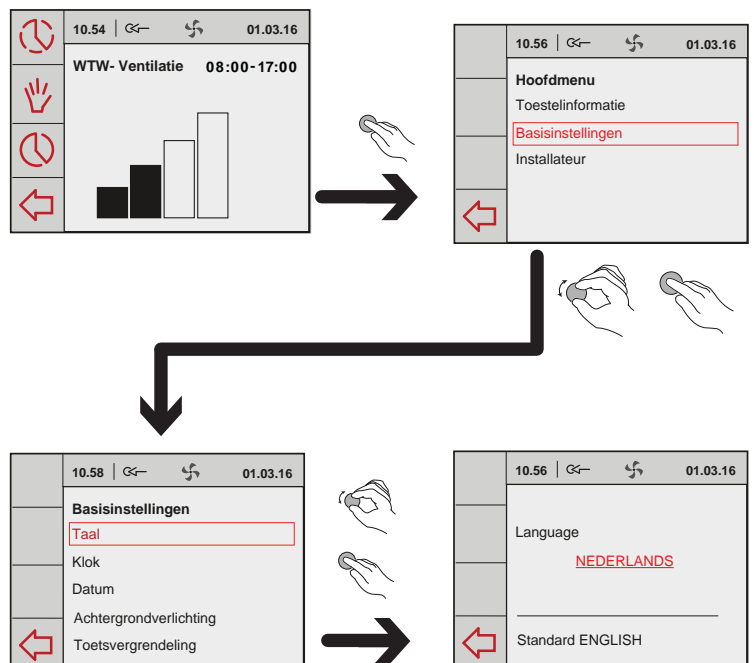 10.54 01.03.16
WTW- Ventilatie 08:00-17:00
10.56 01.03.16
Hoofdmenu
Toestelinformatie
Basisinstellingen
Installateur
10.58 01.03.16
Basisinstellingen
Taal
Klok
Datum
Achtergrondverlichting
Toetsvergrendeling
10.56 01.03.16
Language
NEDERLANDS
Standard ENGLISH